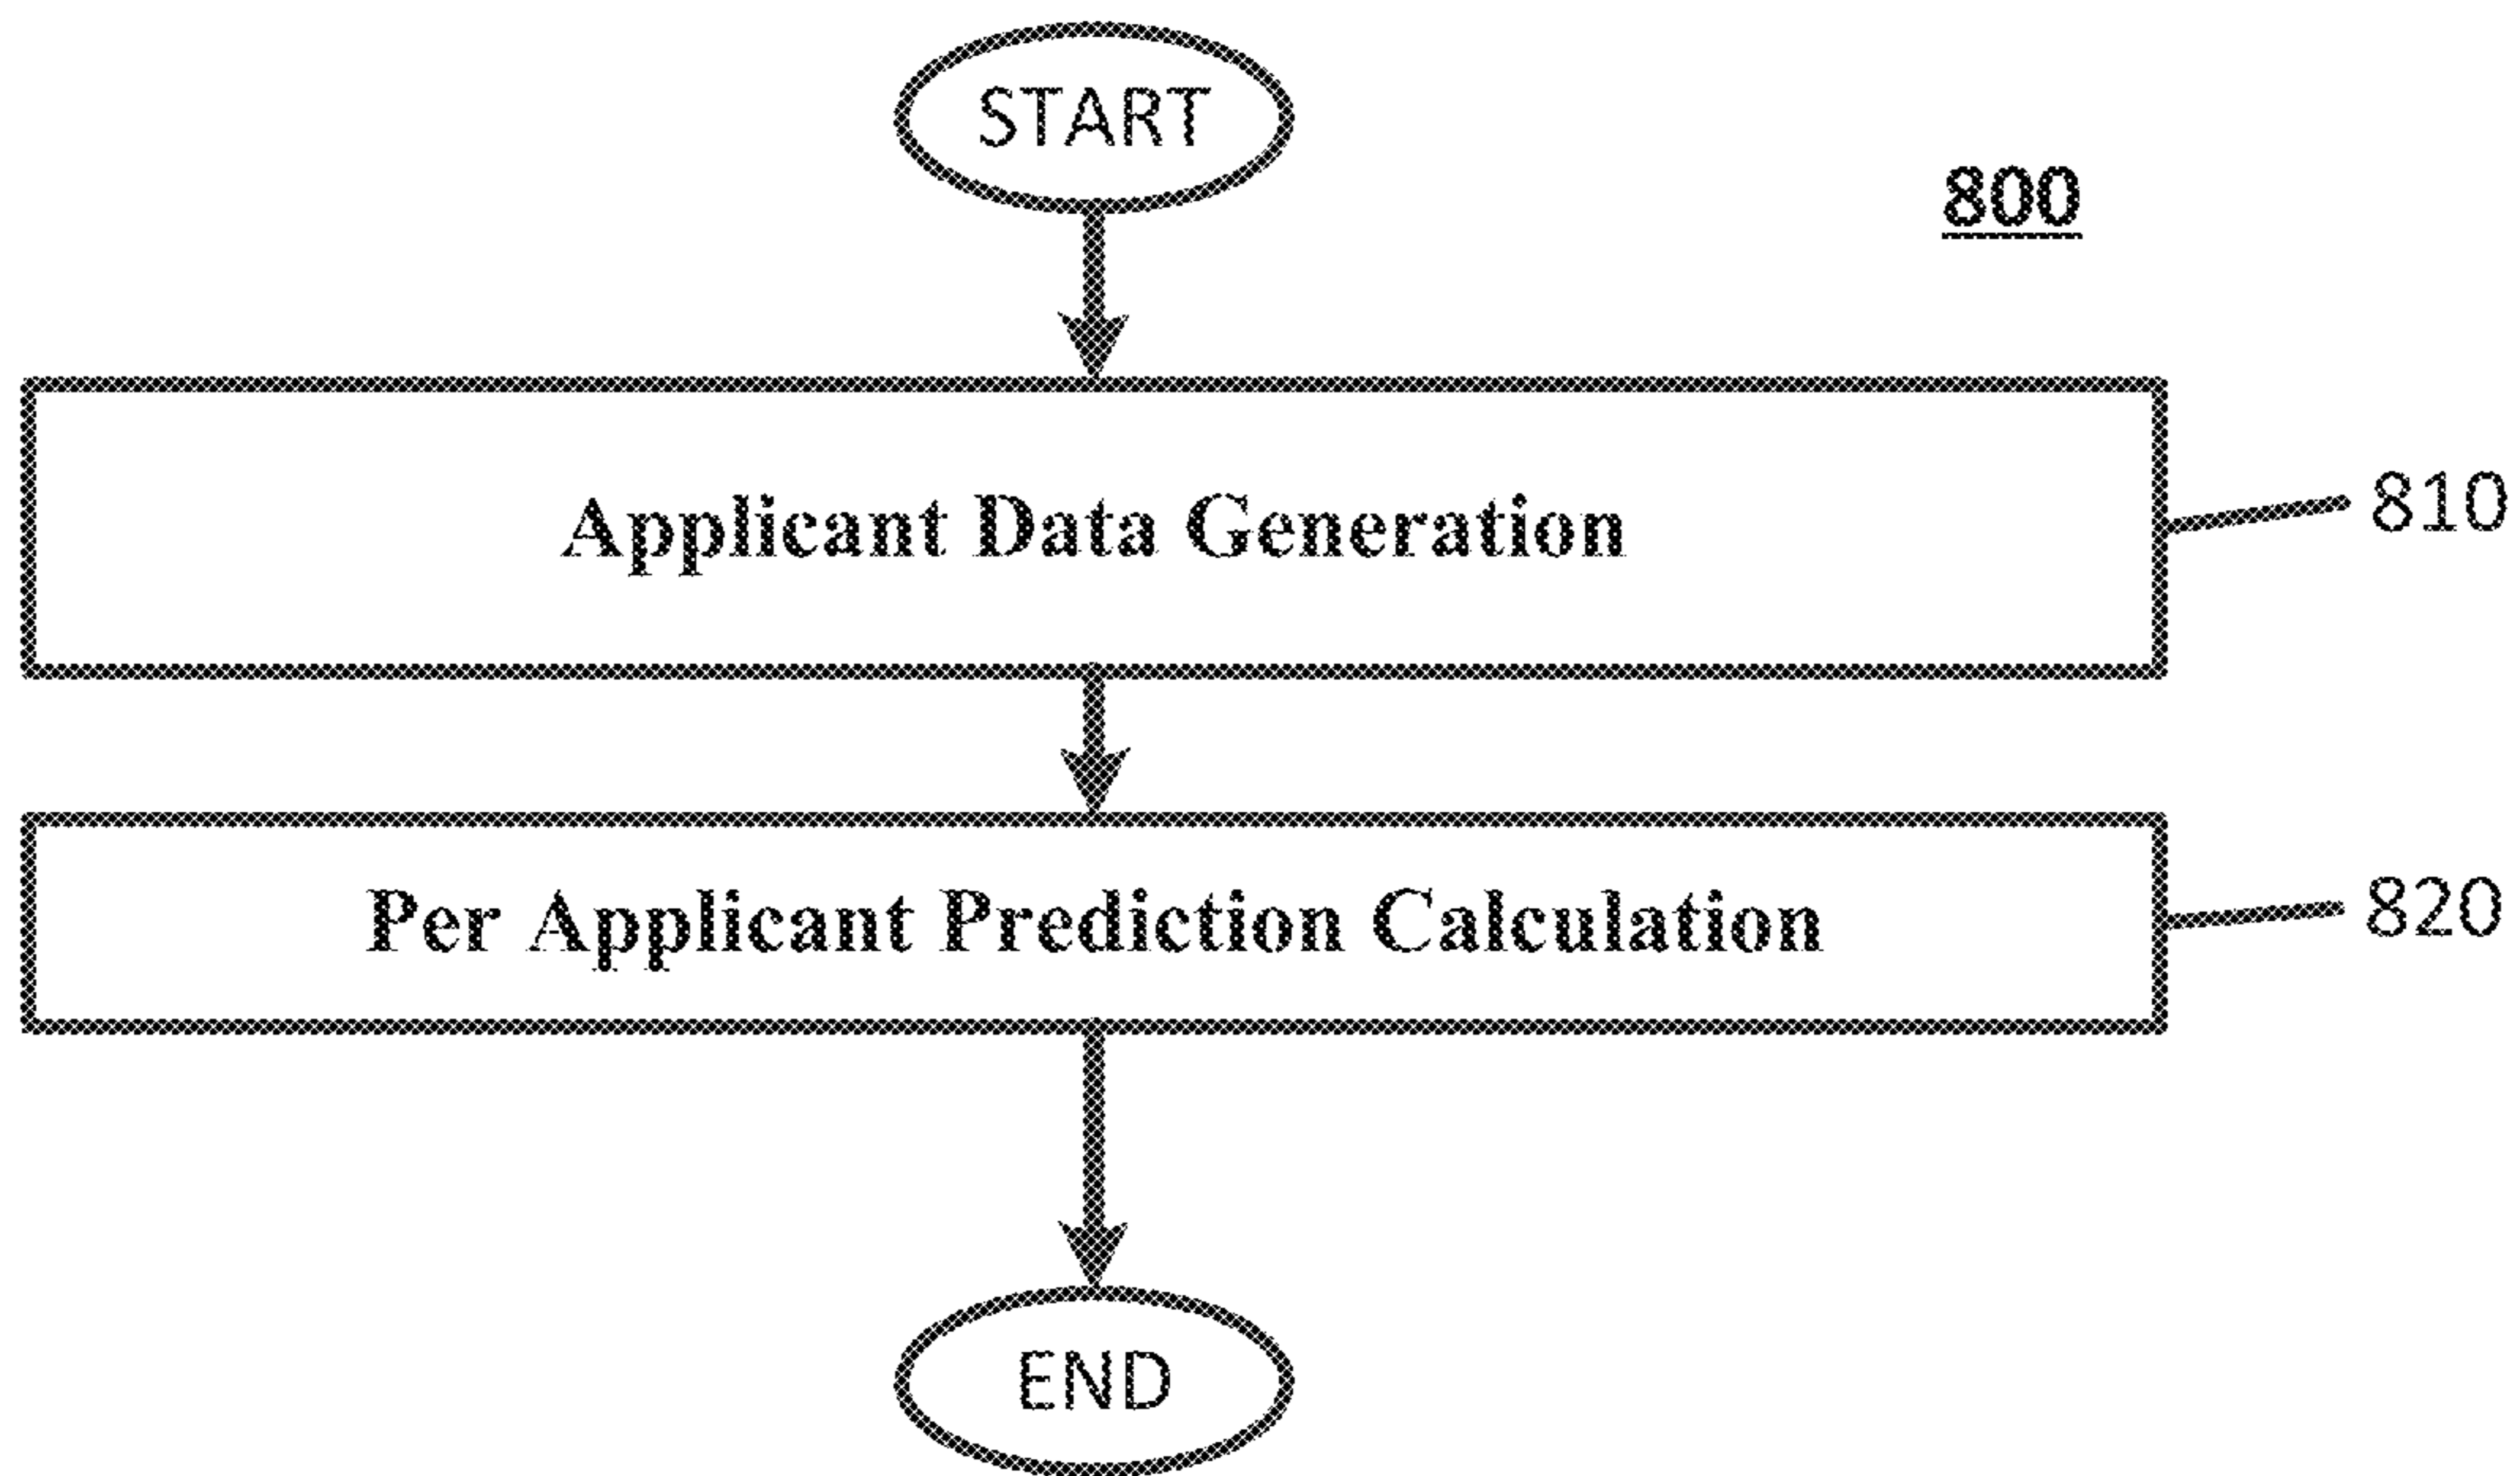 START
800
Applicant Data Generation
810
Per Applicant Prediction Calculation
820
END